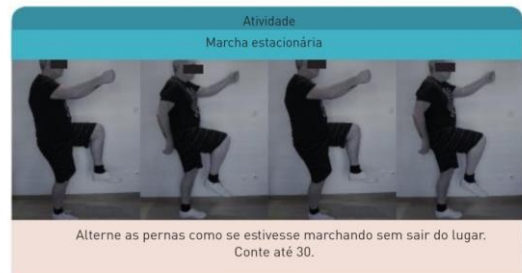 Atividade
Marcha estacionária
Alterne as pernas como se estivesse marchando sem sair do lugar.
Conte até 30.